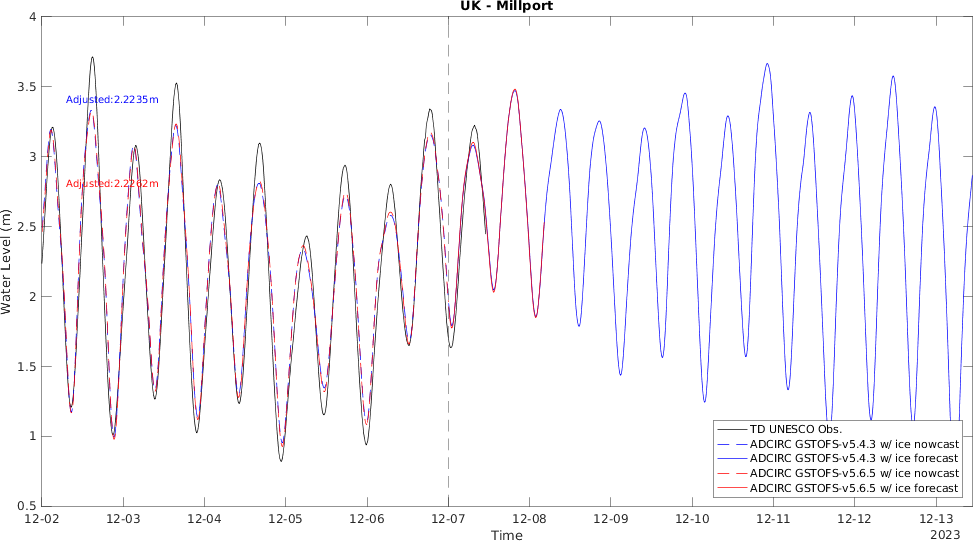 UK - Millport
4
3.5
3
2.5
2
1.5
1
0.5
Water Level (m)
Adjusted:2.2235m
Adjusted:2.2262m
TD UNESCO Obs.
ADCIRC GSTOFS-v5.4.3 w/ ice nowcast
ADCIRC GSTOFS-v5.4.3 w/ ice forecast
ADCIRC GSTOFS-v5.6.5 w/ ice nowcast
ADCIRC GSTOFS-v5.6.5 w/ ice forecast
12-02 12-03 12-04 12-05 12-06 12-07 12-08 12-09 12-10 12-11 12-12 12-13
2023
Time